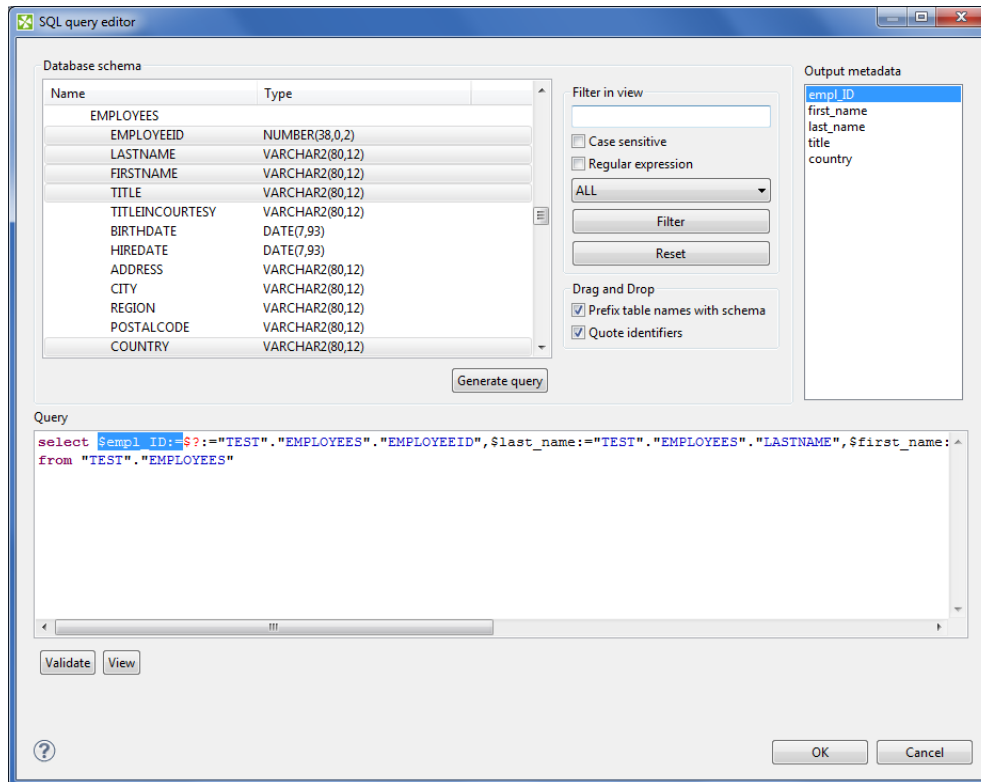 SQL query editor
Database schema
Name Type
EMPLOYEES
EMPLOYEEID NUMBER(38,0,2)
LASTNAME VARCHAR2(80,12)
FIRSTNAME VARCHAR2(80,12)
TITLE VARCHAR2(80,12)
TITLEINCOURTESY VARCHAR2(80,12)
BIRTHDATE DATE(7,93)
HIREDATE DATE(7,93)
ADDRESS VARCHAR2(80,12)
CITY VARCHAR2(80,12)
REGION VARCHAR2(80,12)
POSTALCODE VARCHAR2(80,12)
COUNTRY VARCHAR2(80,12)
Generate query
Filter in view
Case sensitive
Regular expression
ALL
Filter
Reset
Drag and Drop
Prefix table names with schema
Quote identifiers
Output metadata
empl_ID
first_name
last_name
title
country
Query
select $empl_ID:=$?:="TEST"."EMPLOYEES"."EMPLOYEEID",$last_name:="TEST"."EMPLOYEES"."LASTNAME",$first_name:
from "TEST"."EMPLOYEES"
Validate View
? OK Cancel